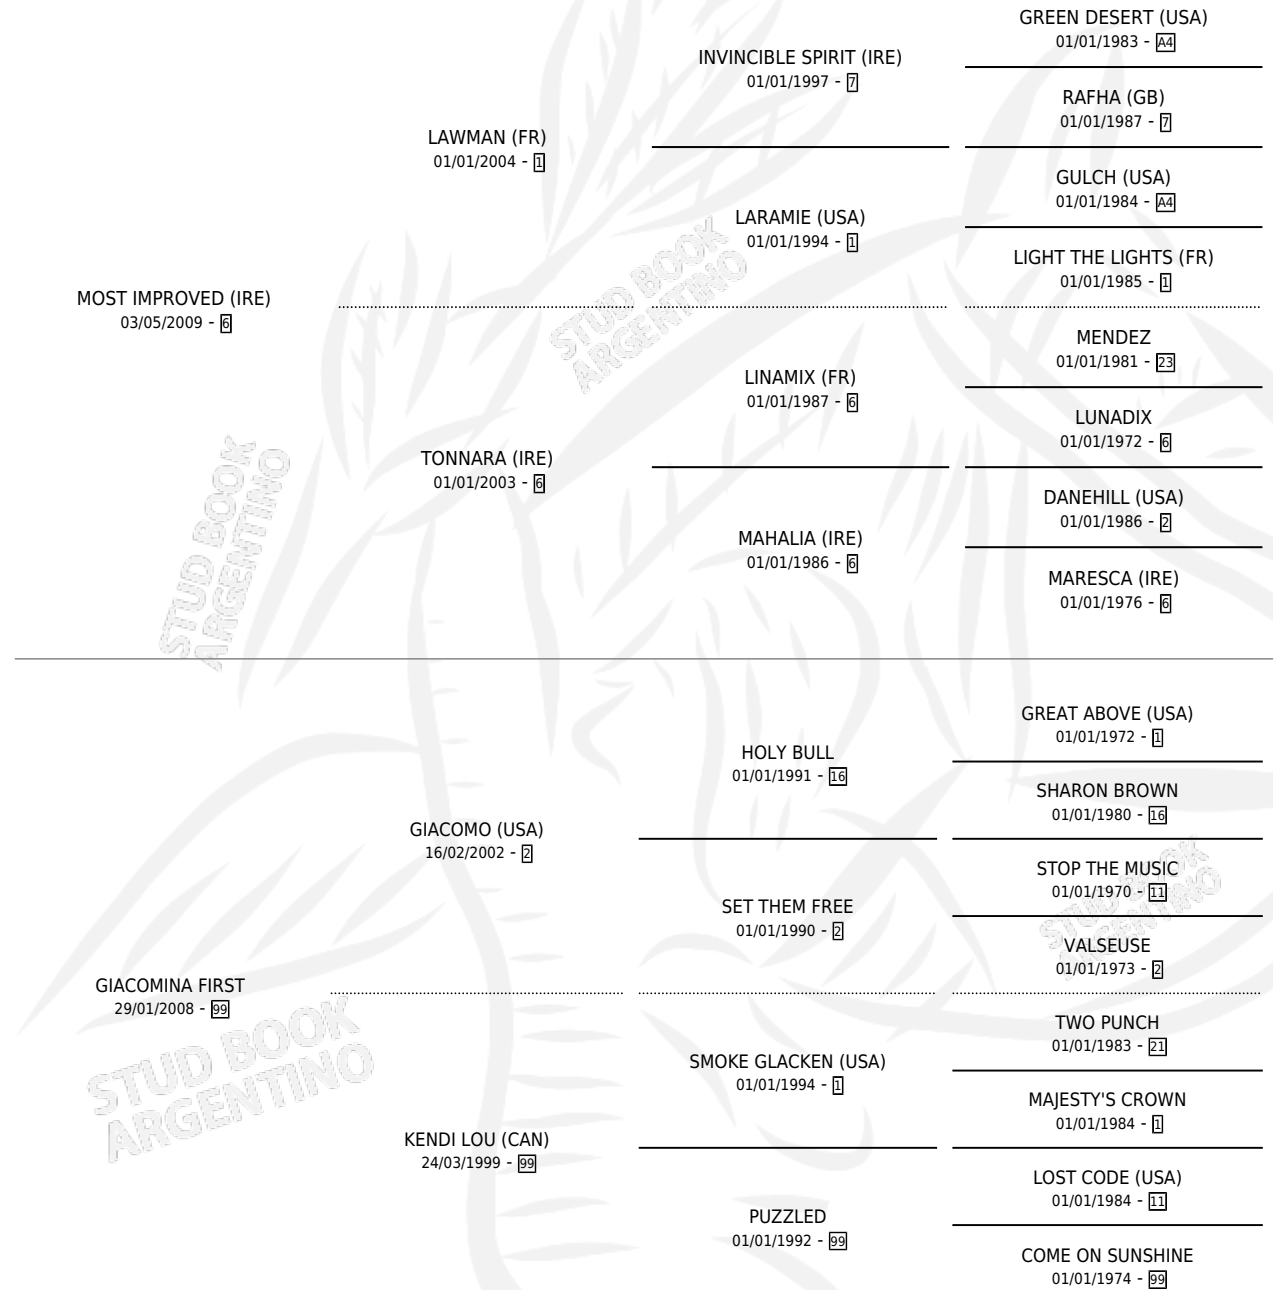 GREEN DESERT (USA)
01/01/1983 - A4
INVINCIBLE SPIRIT (IRE)
01/01/1997 - 7
RAFHA (GB)
01/01/1987 - 7
LAWMAN (FR)
01/01/2004 - 1
GULCH (USA)
01/01/1984 - A4
LARAMIE (USA)
01/01/1994 - 1
LIGHT THE LIGHTS (FR)
01/01/1985 - 1
MOST IMPROVED (IRE)
03/05/2009 - 6
MENDEZ
01/01/1981 - 23
LINAMIX (FR)
01/01/1987 - 6
LUNADIX
01/01/1972 - 6
TONNARA (IRE)
01/01/2003 - 6
DANEHILL (USA)
01/01/1986 - 2
MAHALIA (IRE)
01/01/1986 - 6
MARESCA (IRE)
01/01/1976 - 6
GREAT ABOVE (USA)
01/01/1972 - 1
HOLY BULL
01/01/1991 - 16
SHARON BROWN
01/01/1980 - 16
GIACOMO (USA)
16/02/2002 - 2
STOP THE MUSIC
01/01/1970 - 11
SET THEM FREE
01/01/1990 - 2
VALSEUSE
01/01/1973 - 2
GIACOMINA FIRST
29/01/2008 - 99
TWO PUNCH
01/01/1983 - 21
SMOKE GLACKEN (USA)
01/01/1994 - 1
MAJESTY'S CROWN
01/01/1984 - 1
KENDI LOU (CAN)
24/03/1999 - 99
LOST CODE (USA)
01/01/1984 - 11
PUZZLED
01/01/1992 - 99
COME ON SUNSHINE
01/01/1974 - 99
STUD BOOK
ARGENTINO
STUD BOOK
ARGENTINO
STUD BOOK
ARGENTINO
STUD BOOK
ARGENTINO